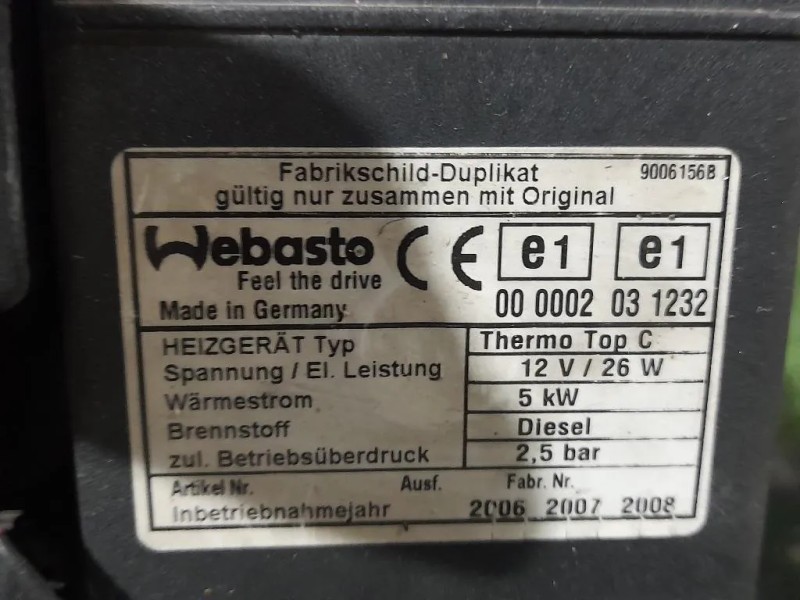 Fabrikschild-Duplikat 9006156B
gültig nur zusammen mit Original
Webasto CE e1 e1
Feel the drive
Made in Germany 00 0002 03 1232
HEIZGERÄT Typ Thermo Top C
Spannung / El. Leistung 12 V / 26 W
Wärmestrom 5 kW
Brennstoff Diesel
zul. Betriebsüberdruck 2,5 bar
Artikel Nr. Ausf. Fabr. Nr.
Inbetriebnahmejahr 2006 2007 2008